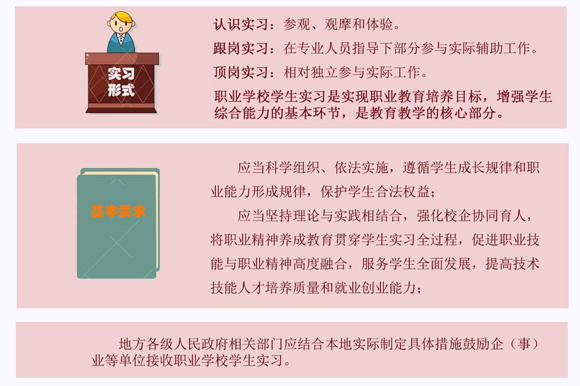 实习
形式
认识实习：参观、观摩和体验。
跟岗实习：在专业人员指导下部分参与实际辅助工作。
顶岗实习：相对独立参与实际工作。
职业学校学生实习是实现职业教育培养目标，增强学生
综合能力的基本环节，是教育教学的核心部分。
基本要求
应当科学组织、依法实施，遵循学生成长规律和职
业能力形成规律，保护学生合法权益；
应当坚持理论与实践相结合，强化校企协同育人，
将职业精神养成教育贯穿学生实习全过程，促进职业技
能与职业精神高度融合，服务学生全面发展，提高技术
技能人才培养质量和就业创业能力；
地方各级人民政府相关部门应结合本地实际制定具体措施鼓励企（事）
业等单位接收职业学校学生实习。